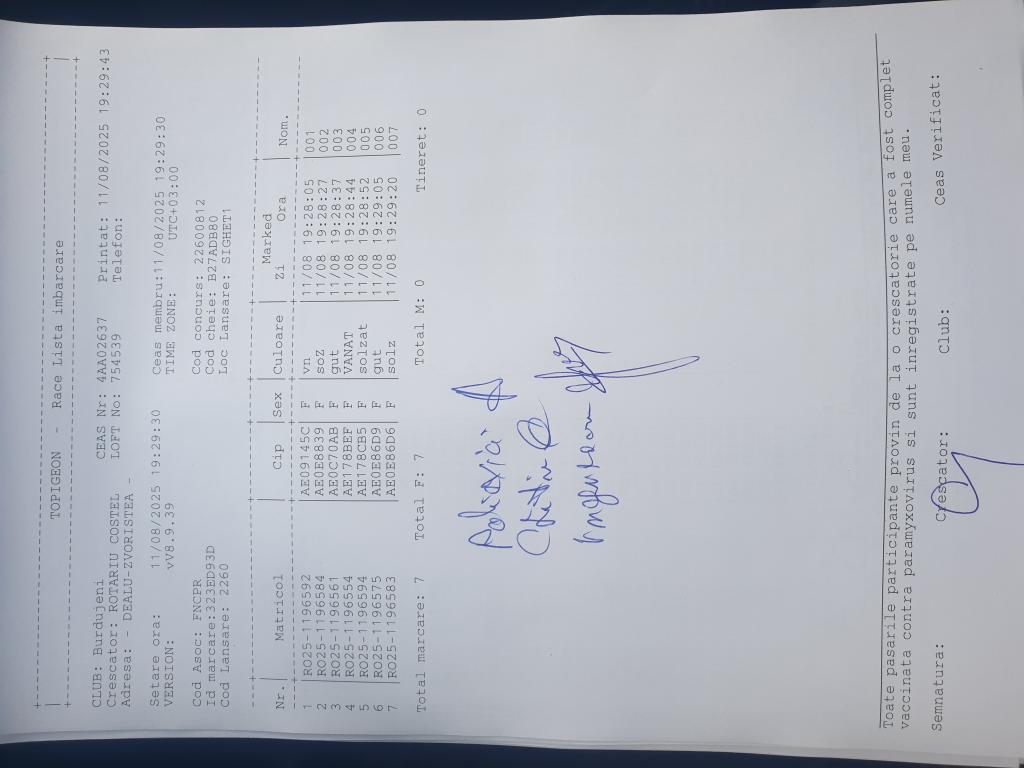 TOPIGEON - Race Lista imbarcare
CLUB: Burdujeni CEAS Nr: 4AA02637 Printat: 11/08/2025 19:29:43
Crescator: ROTARIU COSTEL LOFT No: 754539 Telefon:
Adresa: - DEALU-ZVORISTEA -
Setare ora: 11/08/2025 19:29:30 Ceas membru:11/08/2025 19:29:30
VERSION: vV8.9.39 TIME ZONE: UTC+03:00
Cod Asoc: FNCPR Cod concurs: 22600812
Id marcare:323ED93D Cod cheie: B27ADB80
Cod Lansare: 2260 Loc Lansare: SIGHET1
Marked
Nr.| Matricol | Cip |Sex |Culoare | Zi Ora | Nom.
1 |RO25-1196592 |AE09145C| F |vn |11/08 19:28:05 |001
2 |RO25-1196584 |AE0E8839| F |soZ |11/08 19:28:27 |002
3 |RO25-1196561 |AE0C70AB| F |gut |11/08 19:28:37 |003
4 |RO25-1196554 |AE178BEF| F |VANAT |11/08 19:28:44 |004
5 |RO25-1196594 |AE178CB5| F |solzat |11/08 19:28:52 |005
6 |RO25-1196575 |AE0E86D9| F |gut |11/08 19:29:05 |006
7 |RO25-1196583 |AE0E86D6| F |solz |11/08 19:29:20 |007
Total marcare: 7 Total F: 7 Total M: 0 Tineret: 0
Toate pasarile participante provin de la o crescatorie care a fost complet
vaccinata contra paramyxovirus si sunt inregistrate pe numele meu.
Semnatura: Crescator: Club: Ceas Verificat: